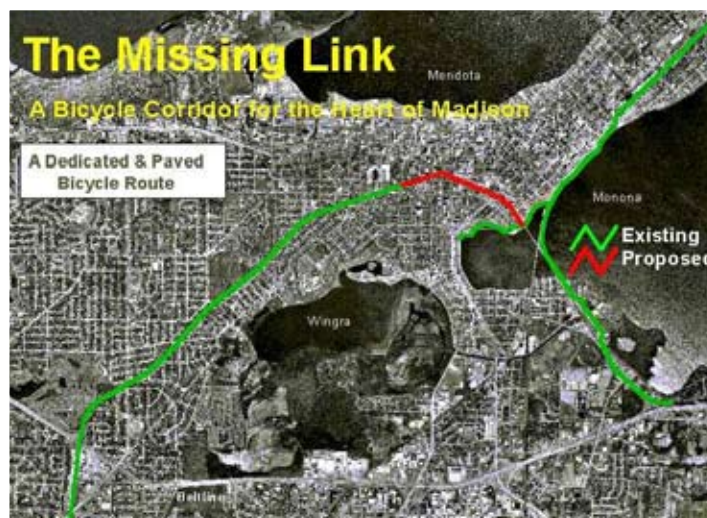 The Missing Link
Mendota
A Bicycle Corridor for the Heart of Madison
A Dedicated & Paved
Bicycle Route
Monona
Existing
Proposed
Wingra
Beltline